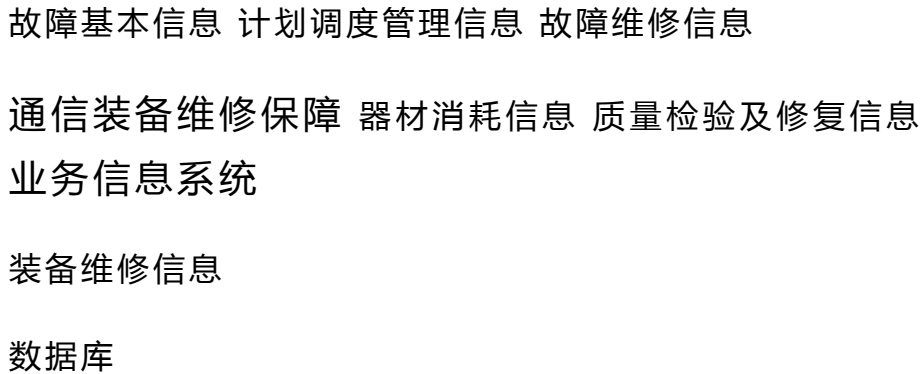 故障基本信息 计划调度管理信息 故障维修信息
通信装备维修保障 器材消耗信息 质量检验及修复信息
业务信息系统
装备维修信息
数据库